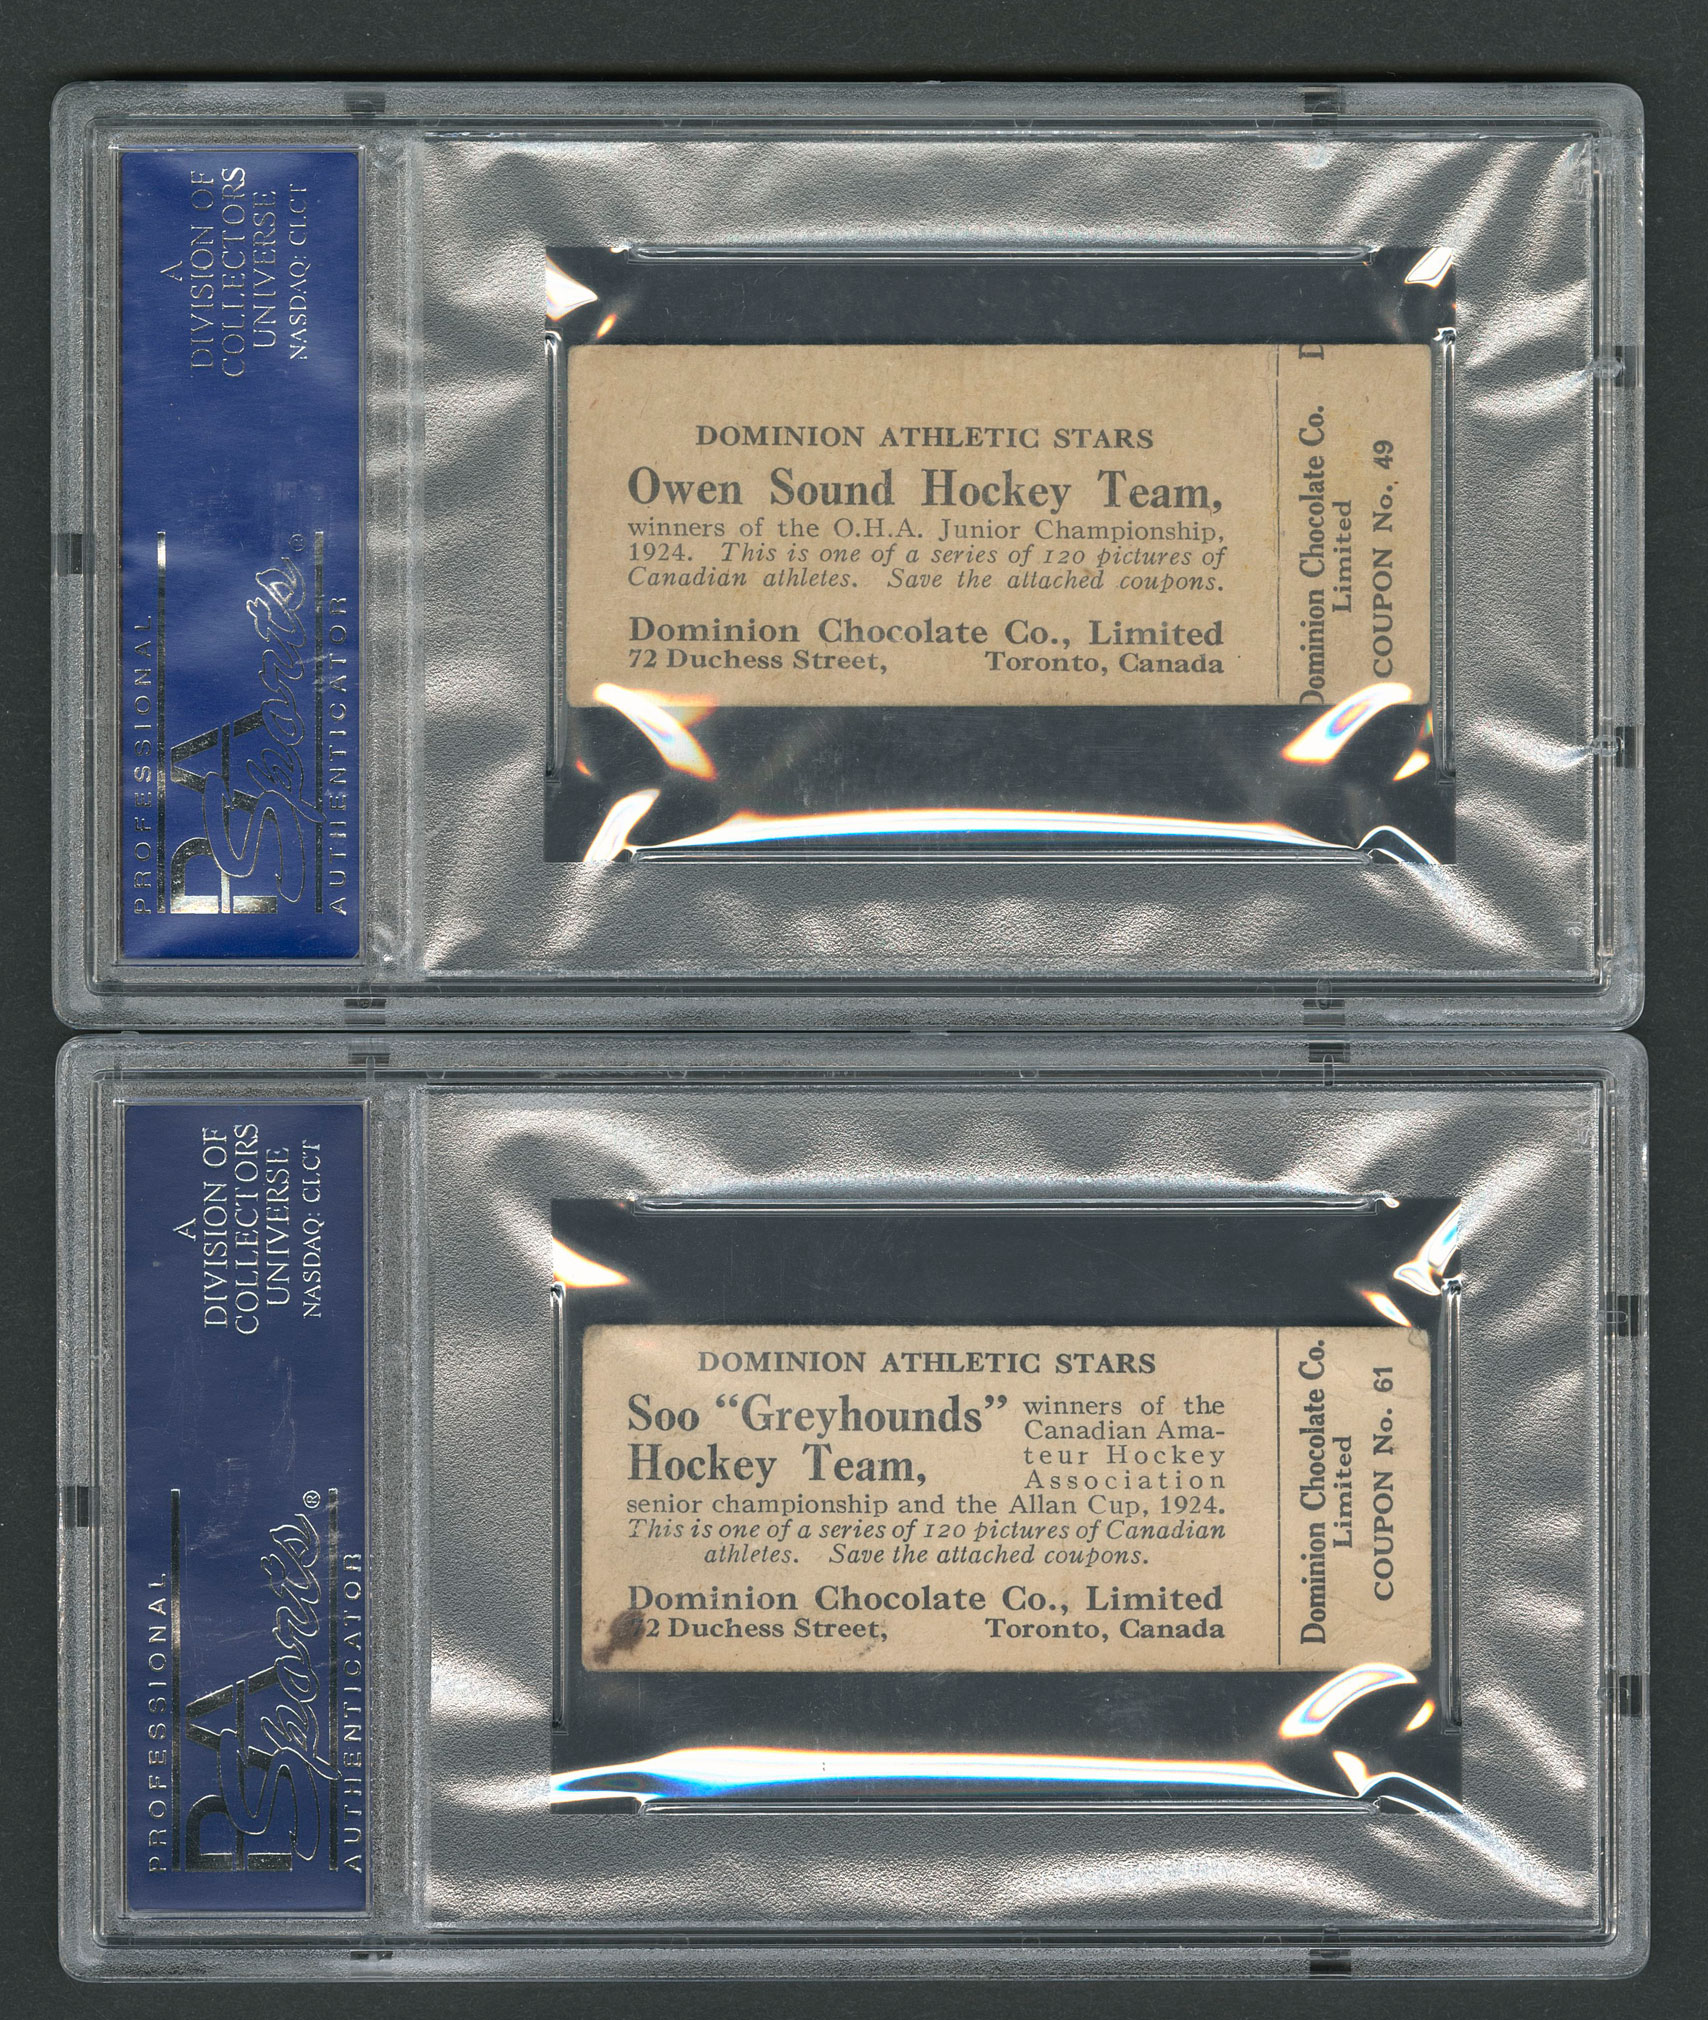 A
DIVISION OF
COLLECTORS
UNIVERSE
NASDAQ: CLCT
PROFESSIONAL
PSA
Sports®
AUTHENTICATOR
DOMINION ATHLETIC STARS
Owen Sound Hockey Team,
winners of the O.H.A. Junior Championship,
1924. This is one of a series of 120 pictures of
Canadian athletes. Save the attached coupons.
Dominion Chocolate Co., Limited
72 Duchess Street, Toronto, Canada
Dominion Chocolate Co. D
Limited
COUPON No. 49
A
DIVISION OF
COLLECTORS
UNIVERSE
NASDAQ: CLCT
PROFESSIONAL
PSA
Sports®
AUTHENTICATOR
DOMINION ATHLETIC STARS
Soo "Greyhounds" winners of the
Canadian Ama-
Hockey Team, teur Hockey
Association
senior championship and the Allan Cup, 1924.
This is one of a series of 120 pictures of Canadian
athletes. Save the attached coupons.
Dominion Chocolate Co., Limited
72 Duchess Street, Toronto, Canada
Dominion Chocolate Co.
Limited
COUPON No. 61